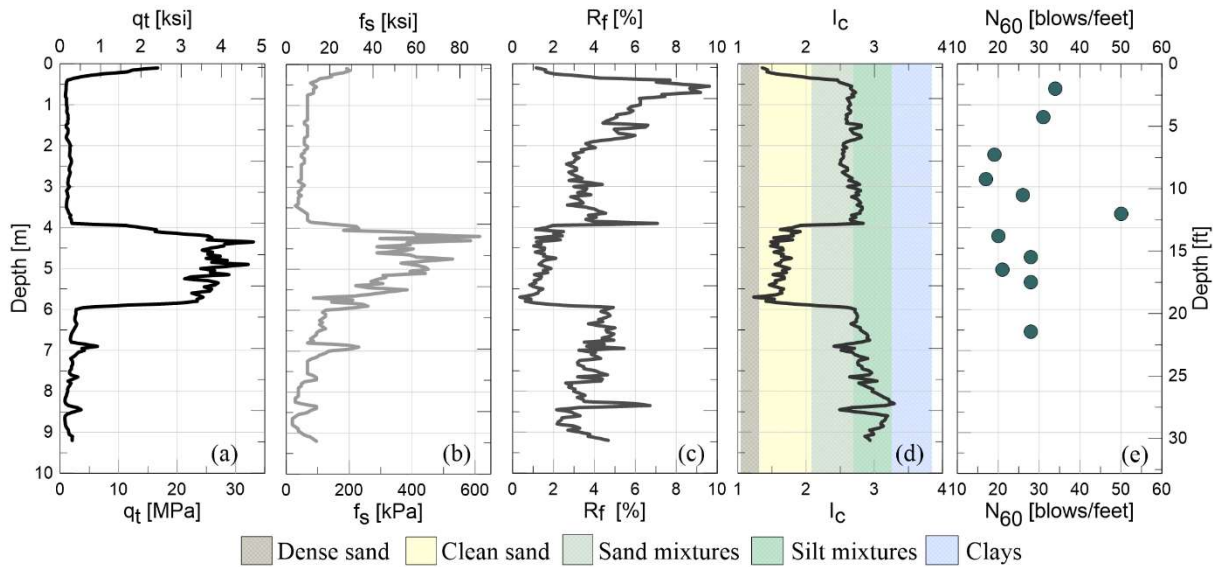 qt [ksi]
fs [ksi]
Rf [%]
Ic
N60 [blows/feet]
0 1 2 3 4 5
0 20 40 60 80
0 2 4 6 8 10
1 2 3 41
10 20 30 40 50 60
Depth [m]
0
1
2
3
4
5
6
7
8
9
10
Depth [ft]
0
5
10
15
20
25
30
(a)
(b)
(c)
(d)
(e)
0 10 20 30
0 200 400 600
0 2 4 6 8 10
1 2 3 41
10 20 30 40 50 60
qt [MPa]
fs [kPa]
Rf [%]
Ic
N60 [blows/feet]
Dense sand
Clean sand
Sand mixtures
Silt mixtures
Clays